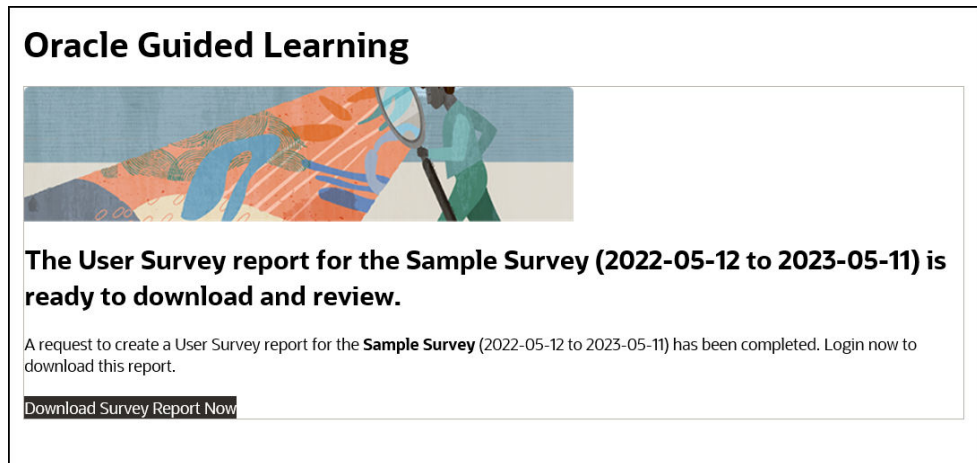 Oracle Guided Learning
The User Survey report for the Sample Survey (2022-05-12 to 2023-05-11) is
ready to download and review.
A request to create a User Survey report for the Sample Survey (2022-05-12 to 2023-05-11) has been completed. Login now to
download this report.
Download Survey Report Now